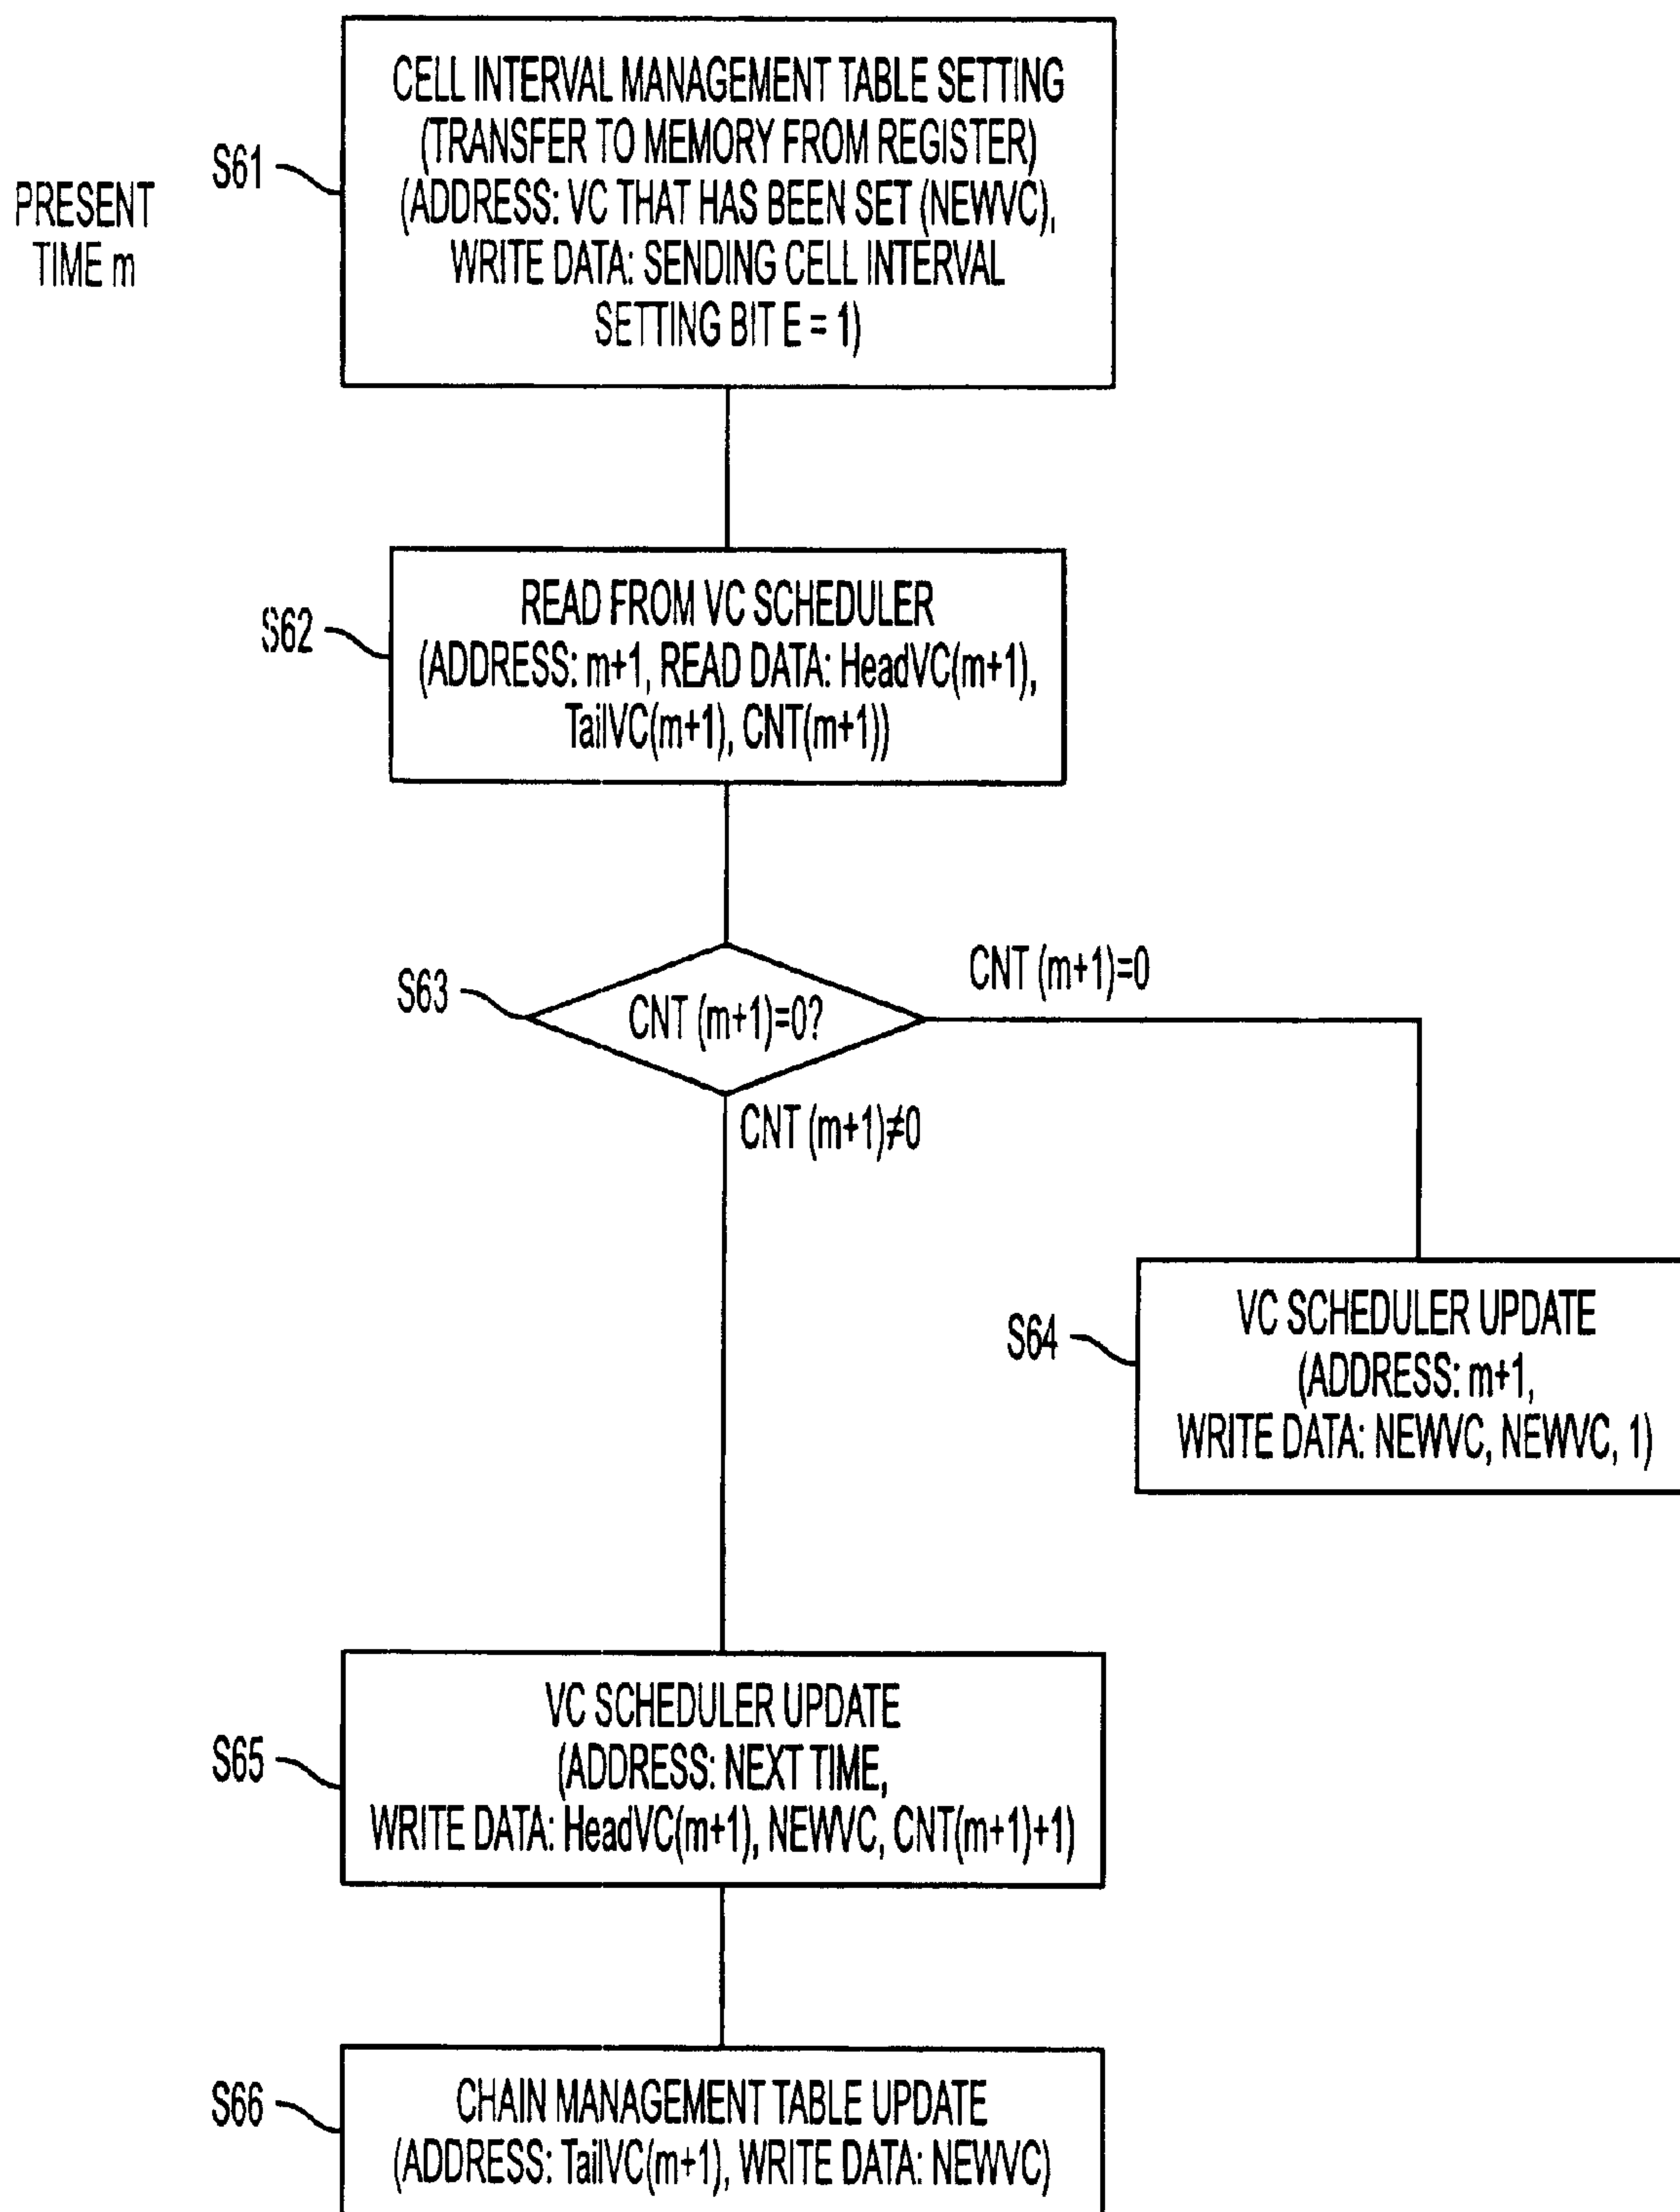 PRESENT
TIME m
S61
CELL INTERVAL MANAGEMENT TABLE SETTING
(TRANSFER TO MEMORY FROM REGISTER)
(ADDRESS: VC THAT HAS BEEN SET (NEWVC),
WRITE DATA: SENDING CELL INTERVAL
SETTING BIT E = 1)
S62
READ FROM VC SCHEDULER
(ADDRESS: m+1, READ DATA: HeadVC(m+1),
TailVC(m+1), CNT(m+1))
S63
CNT (m+1)=0?
CNT (m+1)=0
CNT (m+1)≠0
S64
VC SCHEDULER UPDATE
(ADDRESS: m+1,
WRITE DATA: NEWVC, NEWVC, 1)
S65
VC SCHEDULER UPDATE
(ADDRESS: NEXT TIME,
WRITE DATA: HeadVC(m+1), NEWVC, CNT(m+1)+1)
S66
CHAIN MANAGEMENT TABLE UPDATE
(ADDRESS: TailVC(m+1), WRITE DATA: NEWVC)